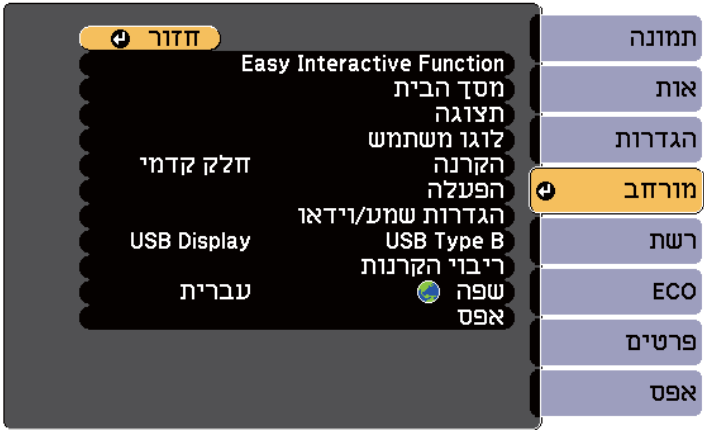 תמונה
אות
הגדרות
מורחב
רשת
ECO
פרטים
אפס
חזור
Easy Interactive Function
מסך הבית
תצוגה
לוגו משתמש
הקרנה חלק קדמי
הפעלה
הגדרות שמע/וידאו
USB Type B USB Display
ריבוי הקרנות
שפה עברית
אפס